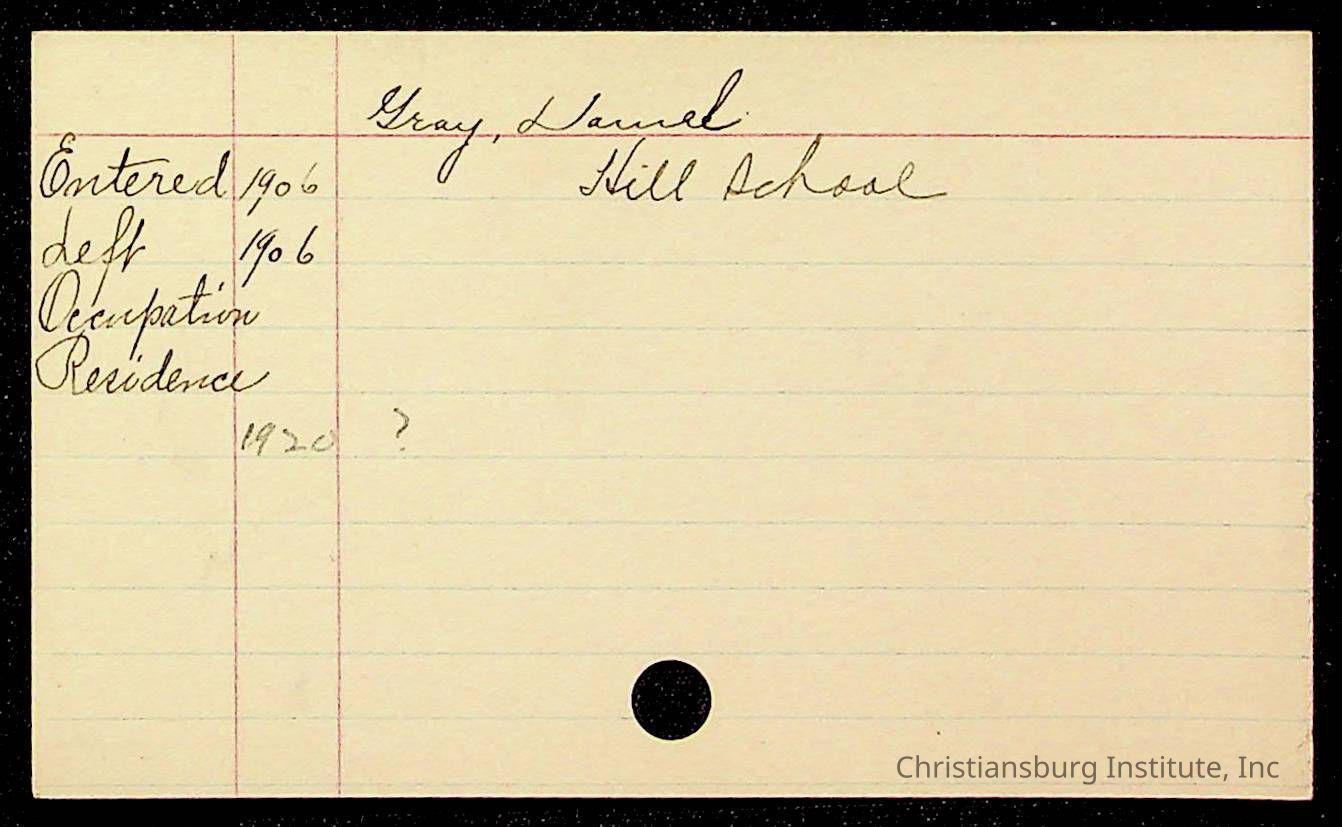 Gray, Daniel
Entered 1906 Hill School
Left 1906
Occupation
Residence
1920 ?
Christiansburg Institute, Inc